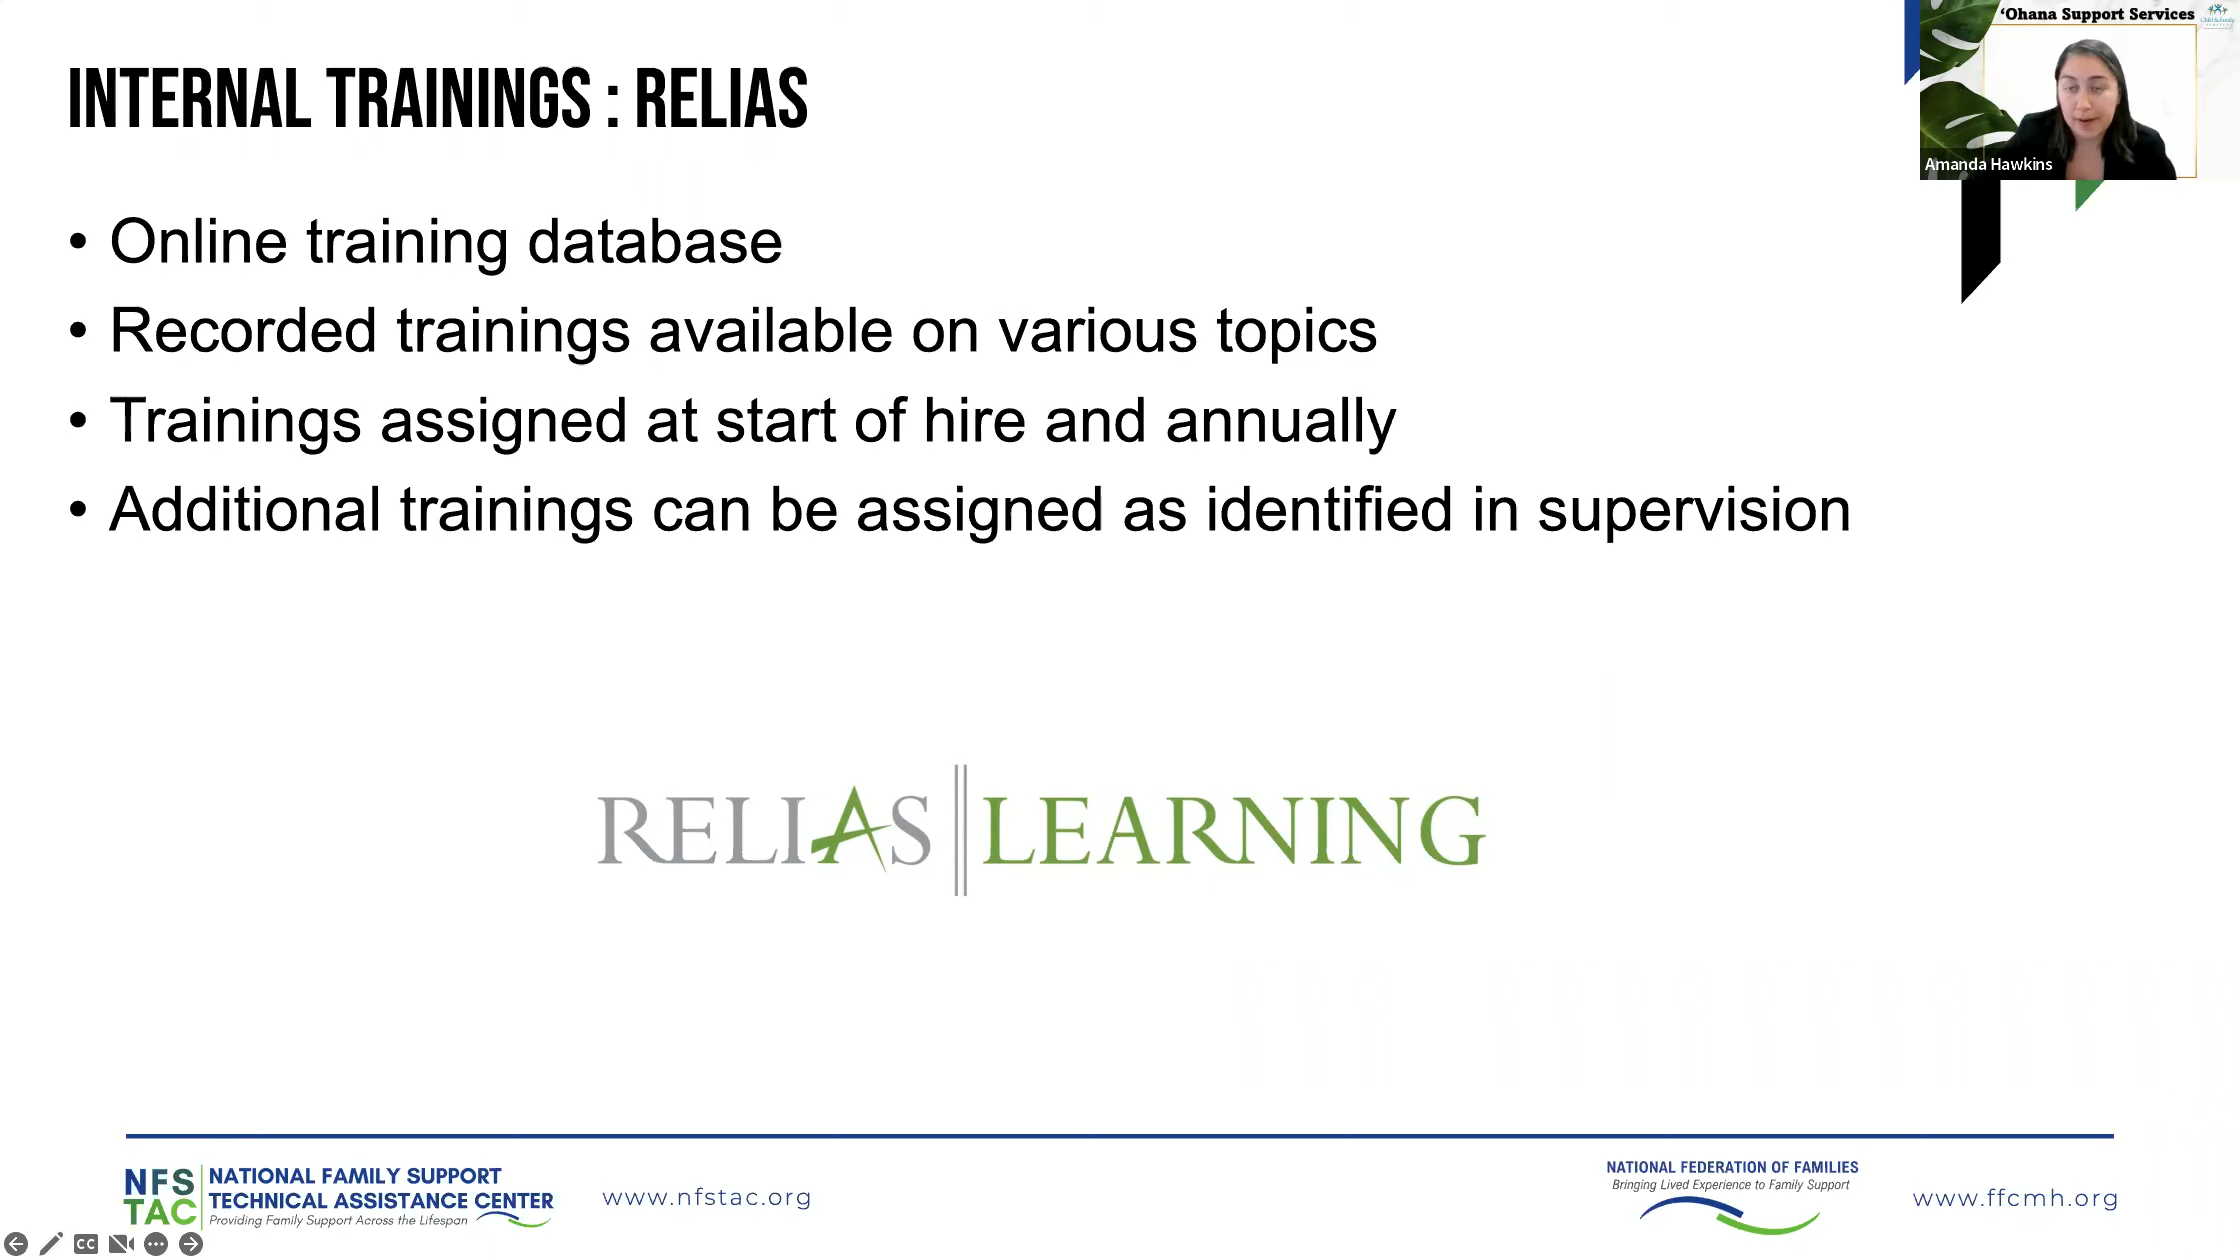 INTERNAL TRAININGS : RELIAS
‘Ohana Support Services
Amanda Hawkins
• Online training database
• Recorded trainings available on various topics
• Trainings assigned at start of hire and annually
• Additional trainings can be assigned as identified in supervision
RELIAS LEARNING
NFS TAC
NATIONAL FAMILY SUPPORT
TECHNICAL ASSISTANCE CENTER
Providing Family Support Across the Lifespan
www.nfstac.org
NATIONAL FEDERATION OF FAMILIES
Bringing Lived Experience to Family Support
www.ffcmh.org
CC